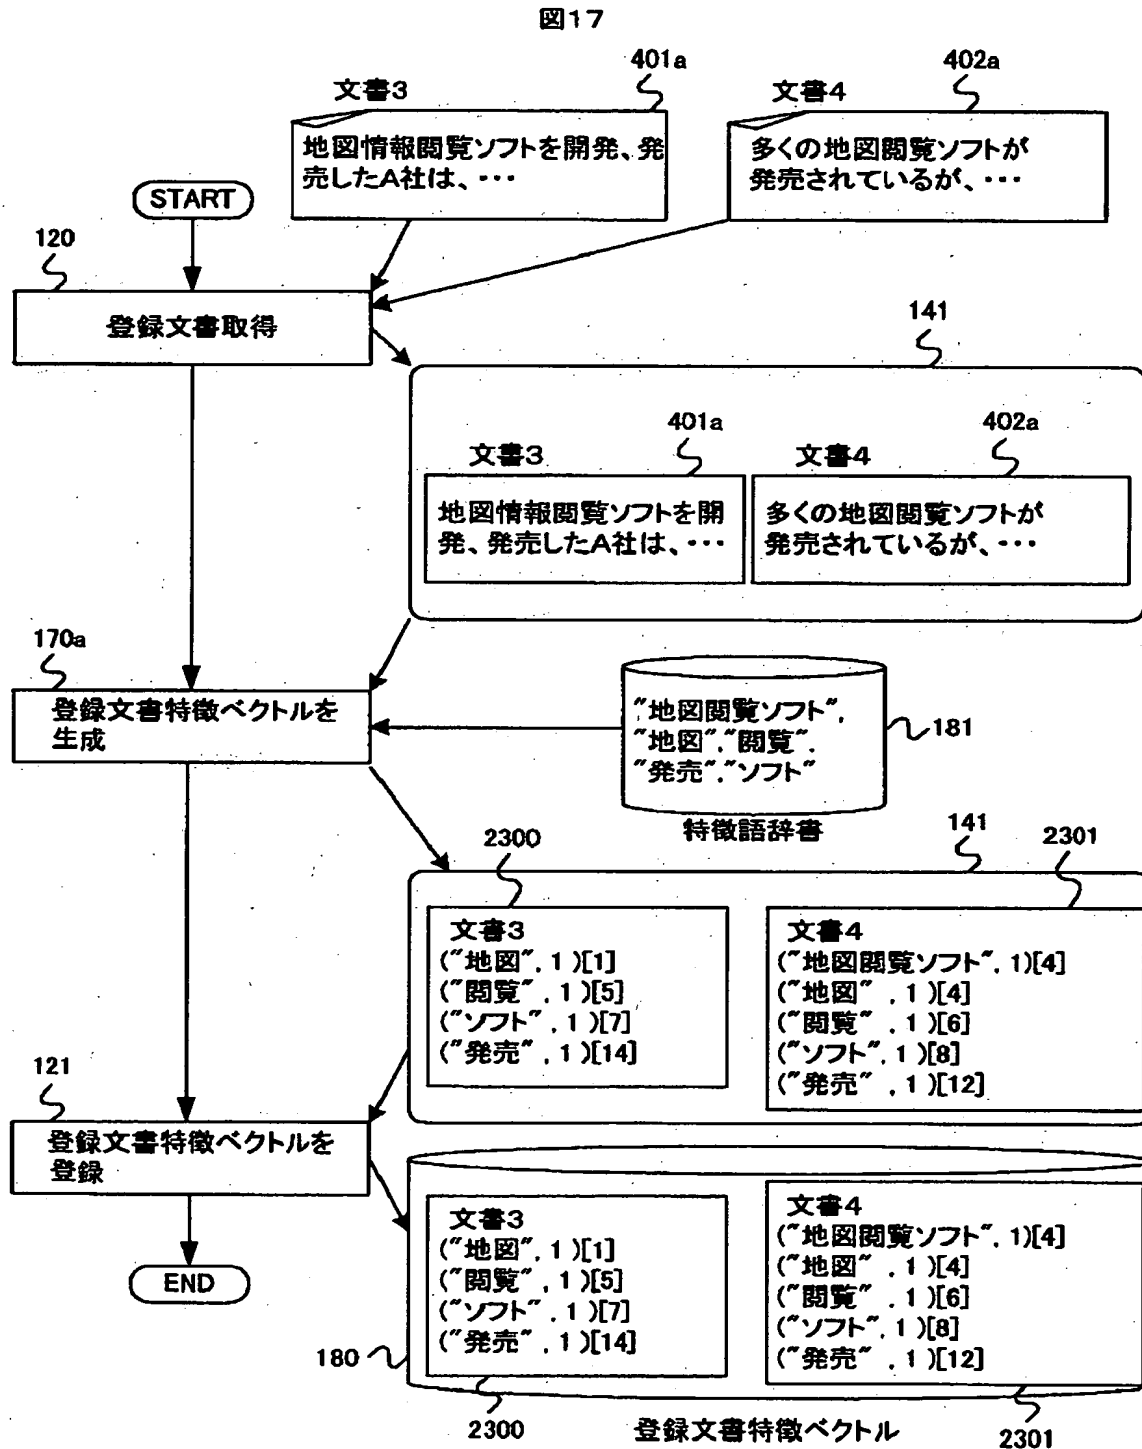 図17
401a
402a
文書3
文書4
地図情報閲覧ソフトを開発、発
売したA社は、・・・
多くの地図閲覧ソフトが
発売されているが、・・・
START
120
登録文書取得
141
401a
402a
文書3
文書4
地図情報閲覧ソフトを開
発、発売したA社は、・・・
多くの地図閲覧ソフトが
発売されているが、・・・
170a
登録文書特徴ベクトルを
生成
"地図閲覧ソフト",
"地図","閲覧",
"発売","ソフト"
181
特徴語辞書
2300
141
2301
文書3
("地図", 1 )[1]
("閲覧" , 1 )[5]
("ソフト" , 1 )[7]
("発売" , 1 )[14]
文書4
("地図閲覧ソフト", 1)[4]
("地図" , 1 )[4]
("閲覧" , 1 )[6]
("ソフト", 1 )[8]
("発売" , 1 )[12]
121
登録文書特徴ベクトルを
登録
文書3
("地図", 1 )[1]
("閲覧" , 1 )[5]
("ソフト" , 1 )[7]
("発売" , 1 )[14]
文書4
("地図閲覧ソフト", 1)[4]
("地図" , 1 )[4]
("閲覧" , 1 )[6]
("ソフト", 1 )[8]
("発売" , 1 )[12]
END
180
2300
登録文書特徴ベクトル
2301